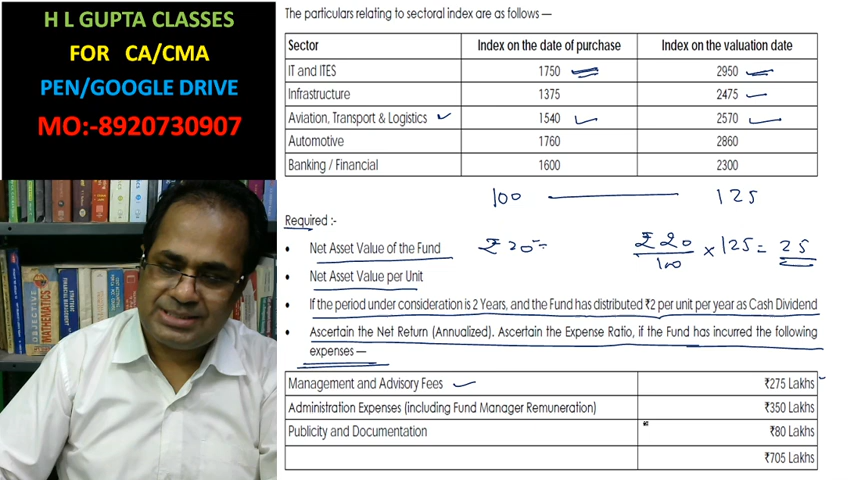 H L GUPTA CLASSES
FOR CA/CMA
PEN/GOOGLE DRIVE
MO:-8920730907
OBJECTIVE
MATHEMATICS
FINANCIAL MANAGEMENT
The particulars relating to sectoral index are as follows —
Sector Index on the date of purchase Index on the valuation date
IT and ITES 1750 2950
Infrastructure 1375 2475
Aviation, Transport & Logistics 1540 2570
Automotive 1760 2860
Banking / Financial 1600 2300
100 125
Required :-
• Net Asset Value of the Fund
₹20
₹20/100 × 125 = 25
• Net Asset Value per Unit
• If the period under consideration is 2 Years, and the Fund has distributed ₹2 per unit per year as Cash Dividend
• Ascertain the Net Return (Annualized). Ascertain the Expense Ratio, if the Fund has incurred the following
expenses—
Management and Advisory Fees ₹275 Lakhs
Administration Expenses (including Fund Manager Remuneration) ₹350 Lakhs
Publicity and Documentation ₹80 Lakhs
₹705 Lakhs